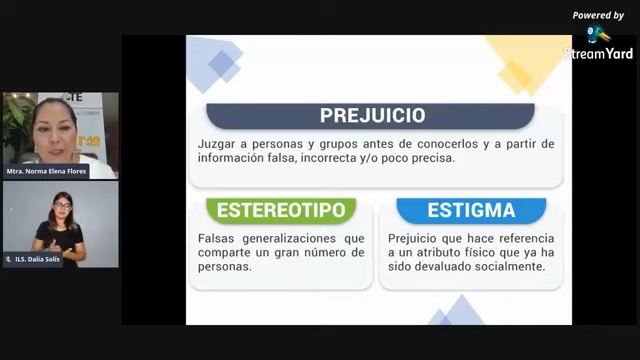 Powered by
StreamYard
TE
Mtra. Norma Elena Flores
ILS. Dalia Solís
PREJUICIO
Juzgar a personas y grupos antes de conocerlos y a partir de
información falsa, incorrecta y/o poco precisa.
ESTEREOTIPO
Falsas generalizaciones que
comparte un gran número de
personas.
ESTIGMA
Prejuicio que hace referencia
a un atributo físico que ya ha
sido devaluado socialmente.